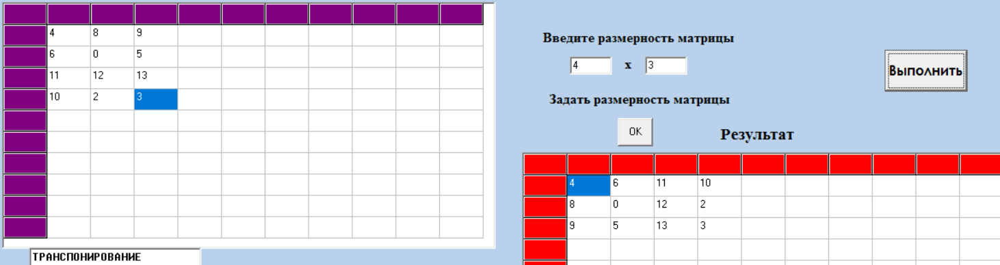 4 8 9
6 0 5
11 12 13
10 2 3
ТРАНСПОНИРОВАНИЕ
Введите размерность матрицы
4 x 3
Выполнить
Задать размерность матрицы
OK
Результат
4 6 11 10
8 0 12 2
9 5 13 3